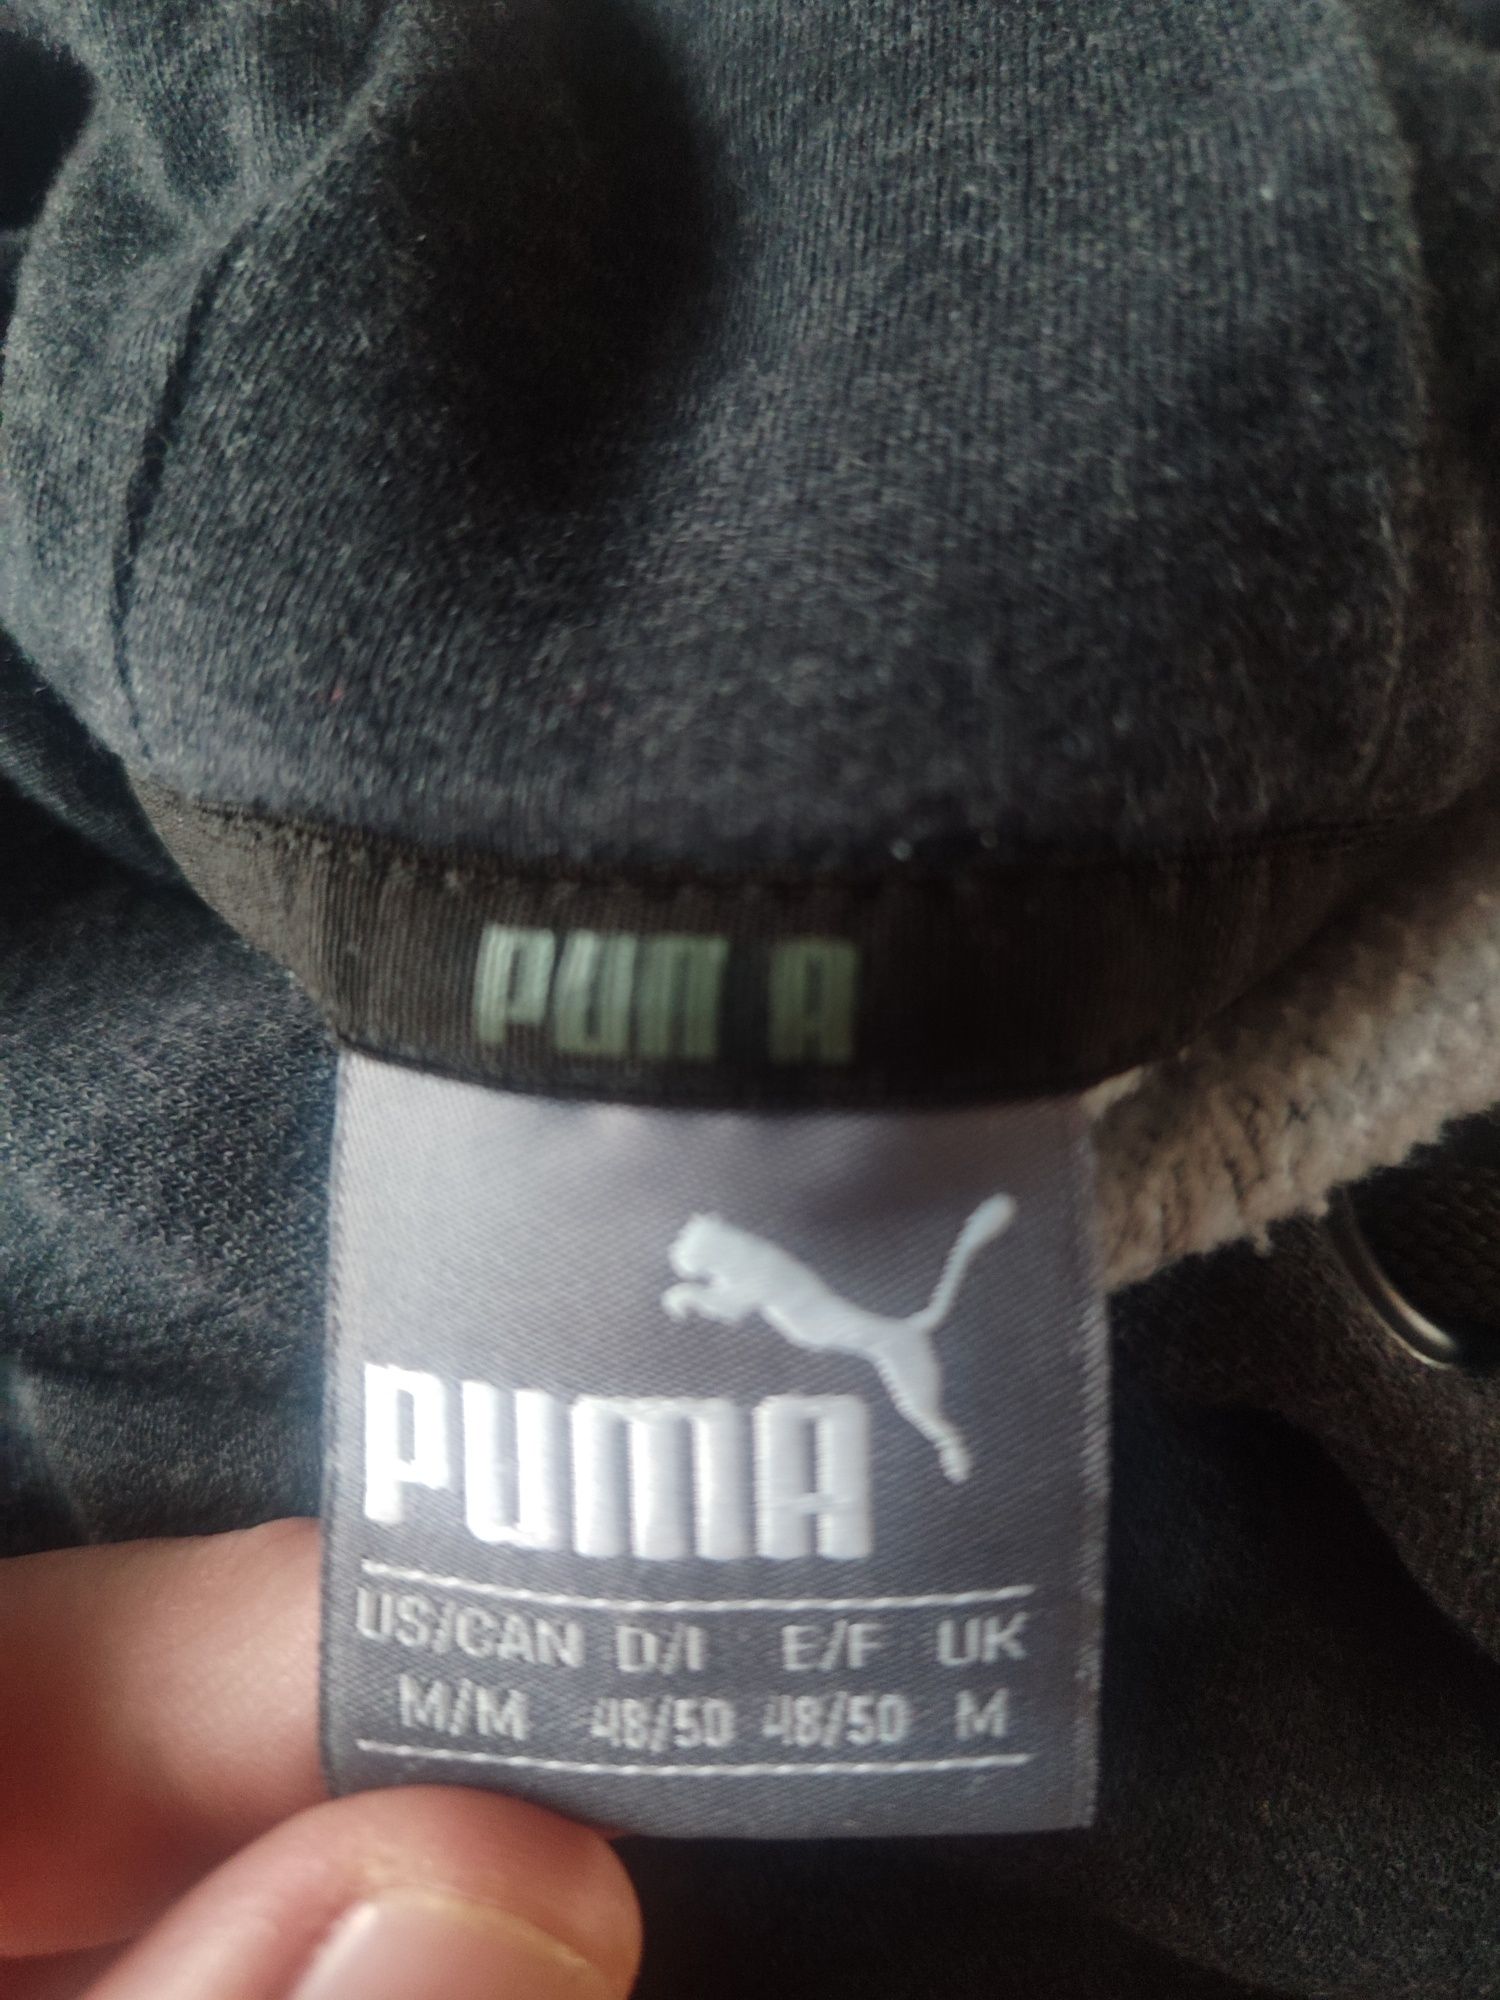 PUMA
PUMA
US/CAN D/I E/F UK
M/M 48/50 48/50 M